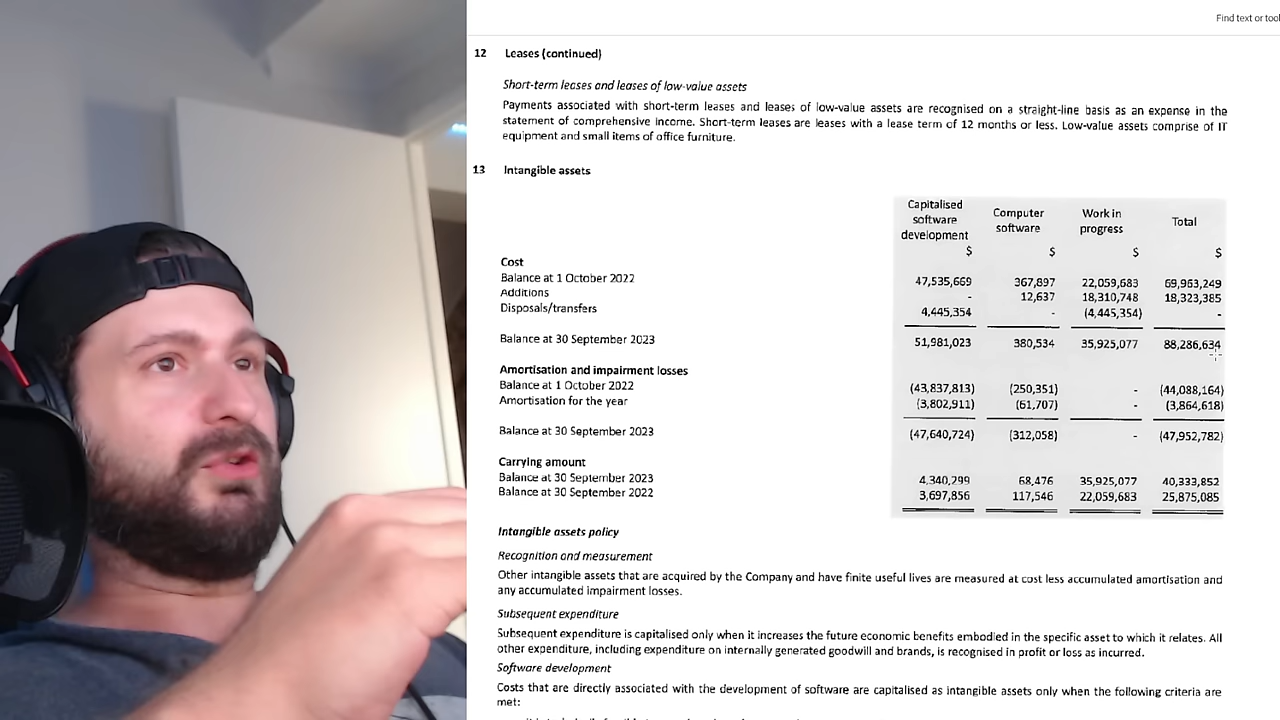 Find text or tool
12 Leases (continued)
Short-term leases and leases of low-value assets
Payments associated with short-term leases and leases of low-value assets are recognised on a straight-line basis as an expense in the
statement of comprehensive income. Short-term leases are leases with a lease term of 12 months or less. Low-value assets comprise of IT
equipment and small items of office furniture.
13 Intangible assets
Capitalised software development Computer software Work in progress Total
$ $ $ $
Cost
Balance at 1 October 2022 47,535,669 367,897 22,059,683 69,963,249
Additions - 12,637 18,310,748 18,323,385
Disposals/transfers 4,445,354 - (4,445,354) -
Balance at 30 September 2023 51,981,023 380,534 35,925,077 88,286,634
Amortisation and impairment losses
Balance at 1 October 2022 (43,837,813) (250,351) - (44,088,164)
Amortisation for the year (3,802,911) (61,707) - (3,864,618)
Balance at 30 September 2023 (47,640,724) (312,058) - (47,952,782)
Carrying amount
Balance at 30 September 2023 4,340,299 68,476 35,925,077 40,333,852
Balance at 30 September 2022 3,697,856 117,546 22,059,683 25,875,085
Intangible assets policy
Recognition and measurement
Other intangible assets that are acquired by the Company and have finite useful lives are measured at cost less accumulated amortisation and
any accumulated impairment losses.
Subsequent expenditure
Subsequent expenditure is capitalised only when it increases the future economic benefits embodied in the specific asset to which it relates. All
other expenditure, including expenditure on internally generated goodwill and brands, is recognised in profit or loss as incurred.
Software development
Costs that are directly associated with the development of software are capitalised as intangible assets only when the following criteria are
met: